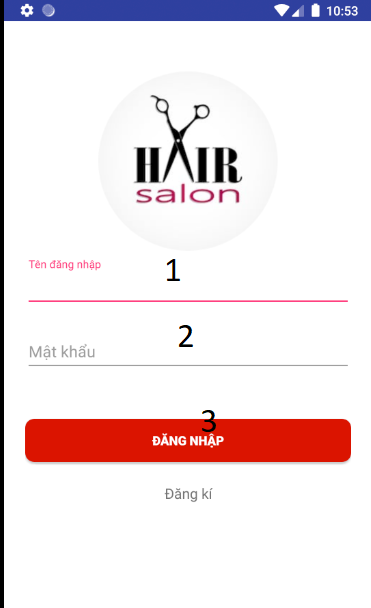 10:53
HAIR
salon
Tên đăng nhập
1
2
Mật khẩu
3
ĐĂNG NHẬP
Đăng kí